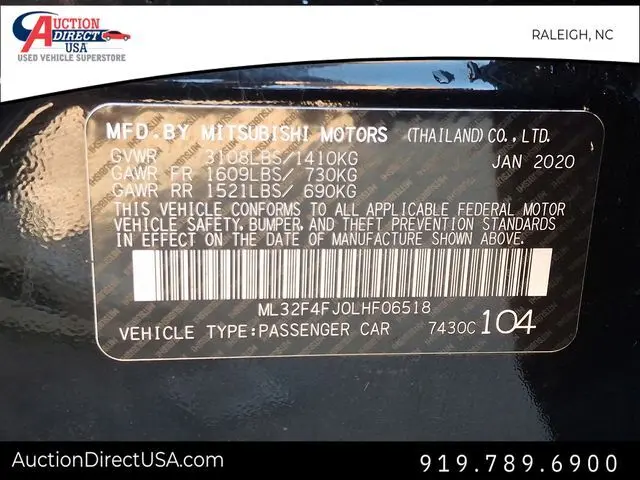 AUCTION
DIRECT
USA
USED VEHICLE SUPERSTORE
RALEIGH, NC
MFD.BY MITSUBISHI MOTORS (THAILAND)CO.,LTD.
GVWR 3108LBS/1410KG JAN 2020
GAWR FR 1609LBS/ 730KG
GAWR RR 1521LBS/ 690KG
THIS VEHICLE CONFORMS TO ALL APPLICABLE FEDERAL MOTOR
VEHICLE SAFETY, BUMPER, AND THEFT PREVENTION STANDARDS
IN EFFECT ON THE DATE OF MANUFACTURE SHOWN ABOVE.
ML32F4FJ0LHF06518
VEHICLE TYPE:PASSENGER CAR 7430C 104
AuctionDirectUSA.com
919.789.6900